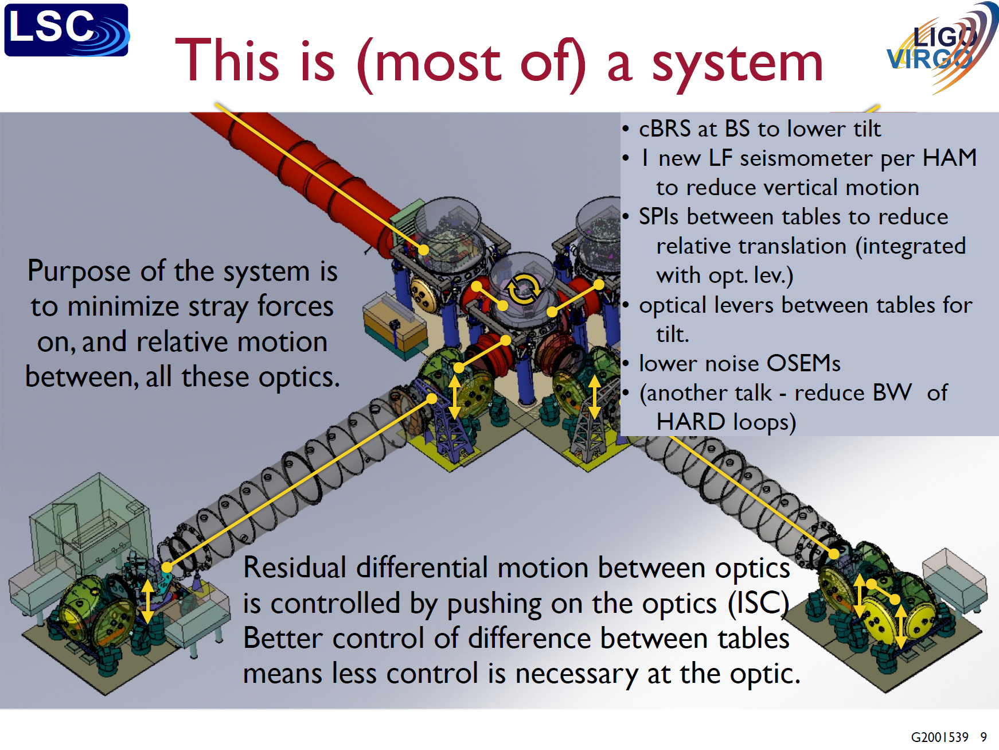 LSC
LIGO
VIRGO
This is (most of) a system
• cBRS at BS to lower tilt
• 1 new LF seismometer per HAM
to reduce vertical motion
• SPIs between tables to reduce
relative translation (integrated
with opt. lev.)
• optical levers between tables for
tilt.
• lower noise OSEMs
• (another talk - reduce BW of
HARD loops)
Purpose of the system is
to minimize stray forces
on, and relative motion
between, all these optics.
Residual differential motion between optics
is controlled by pushing on the optics (ISC)
Better control of difference between tables
means less control is necessary at the optic.
G2001539 9